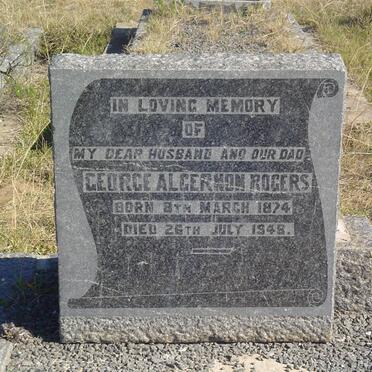 IN LOVING MEMORY
OF
MY DEAR HUSBAND AND OUR DAD
GEORGE ALGERNON ROGERS
BORN 8TH MARCH 1874
DIED 26TH JULY 1948.